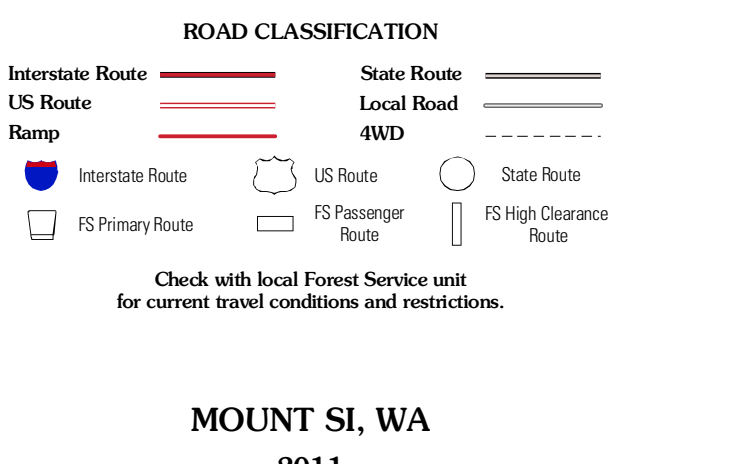 ROAD CLASSIFICATION
Interstate Route
State Route
US Route
Local Road
Ramp
4WD
Interstate Route
US Route
State Route
FS Primary Route
FS Passenger
Route
FS High Clearance
Route
Check with local Forest Service unit
for current travel conditions and restrictions.
MOUNT SI, WA
2011